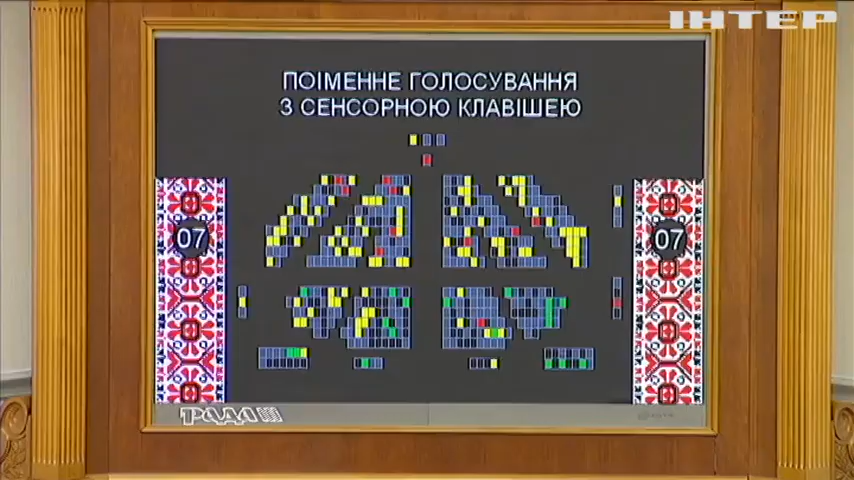 ІНТЕР
ПОІМЕННЕ ГОЛОСУВАННЯ
З СЕНСОРНОЮ КЛАВІШЕЮ
07 07
РАДА